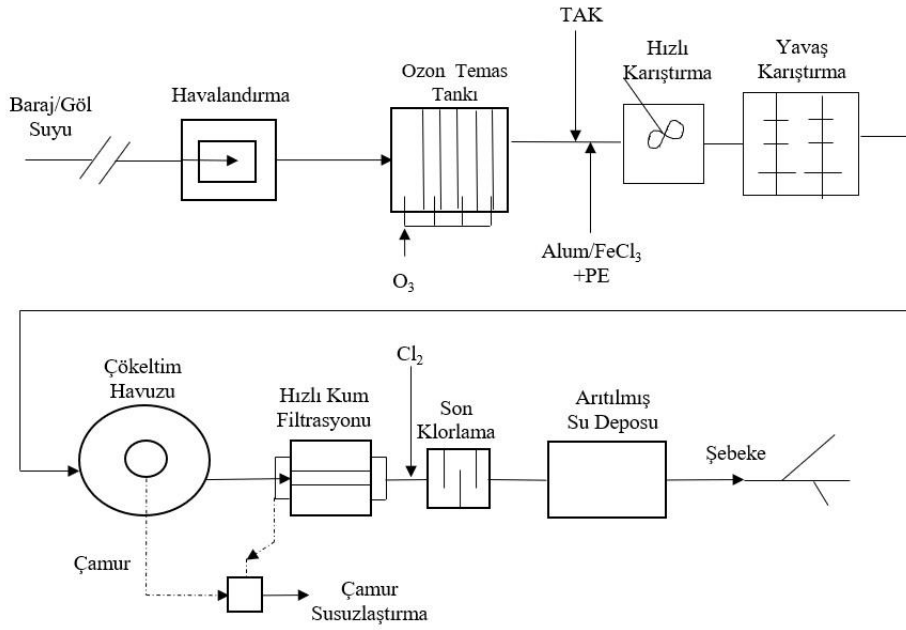 TAK
Hızlı
Karıştırma
Yavaş
Karıştırma
Ozon Temas
Tankı
Havalandırma
Baraj/Göl
Suyu
Alum/FeCl₃
+PE
O₃
Çökeltim
Havuzu
Hızlı Kum
Filtrasyonu
Cl₂
Son
Klorlama
Arıtılmış
Su Deposu
Şebeke
Çamur
Çamur
Susuzlaştırma